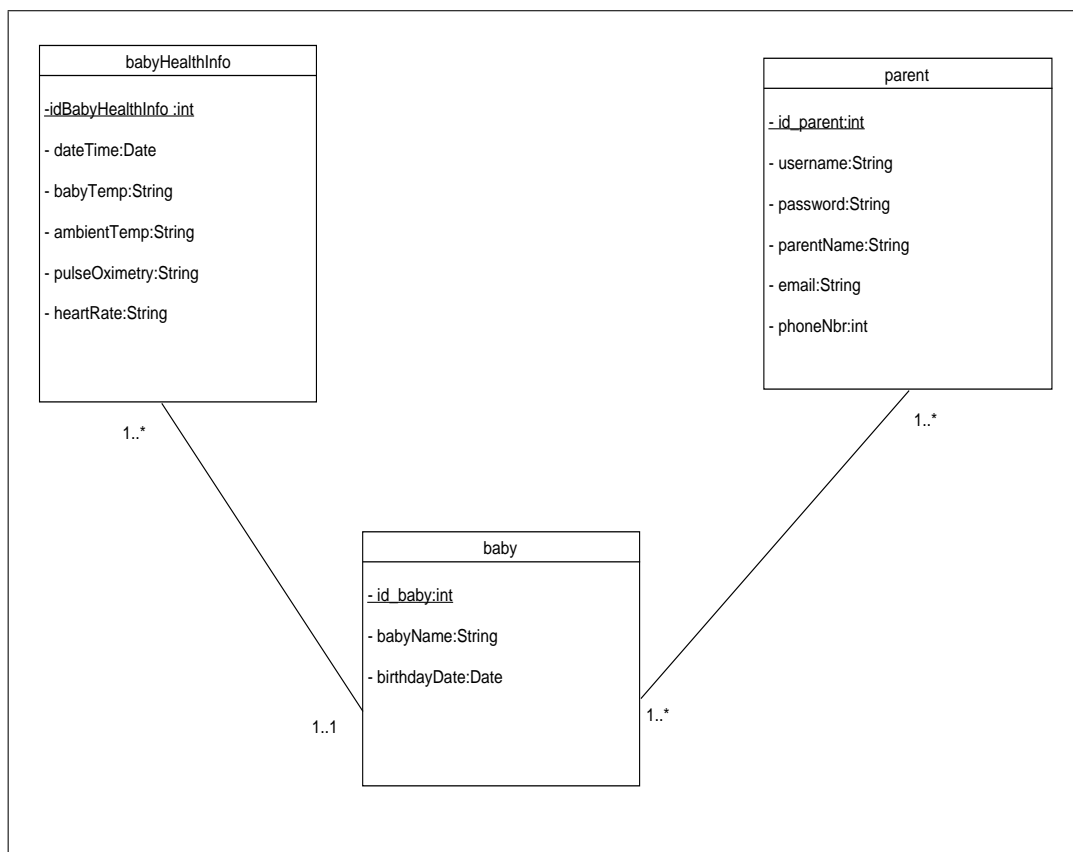 babyHealthInfo
-idBabyHealthInfo :int
- dateTime:Date
- babyTemp:String
- ambientTemp:String
- pulseOximetry:String
- heartRate:String
1..*
parent
- id_parent:int
- username:String
- password:String
- parentName:String
- email:String
- phoneNbr:int
1..*
baby
- id_baby:int
- babyName:String
- birthdayDate:Date
1..1
1..*